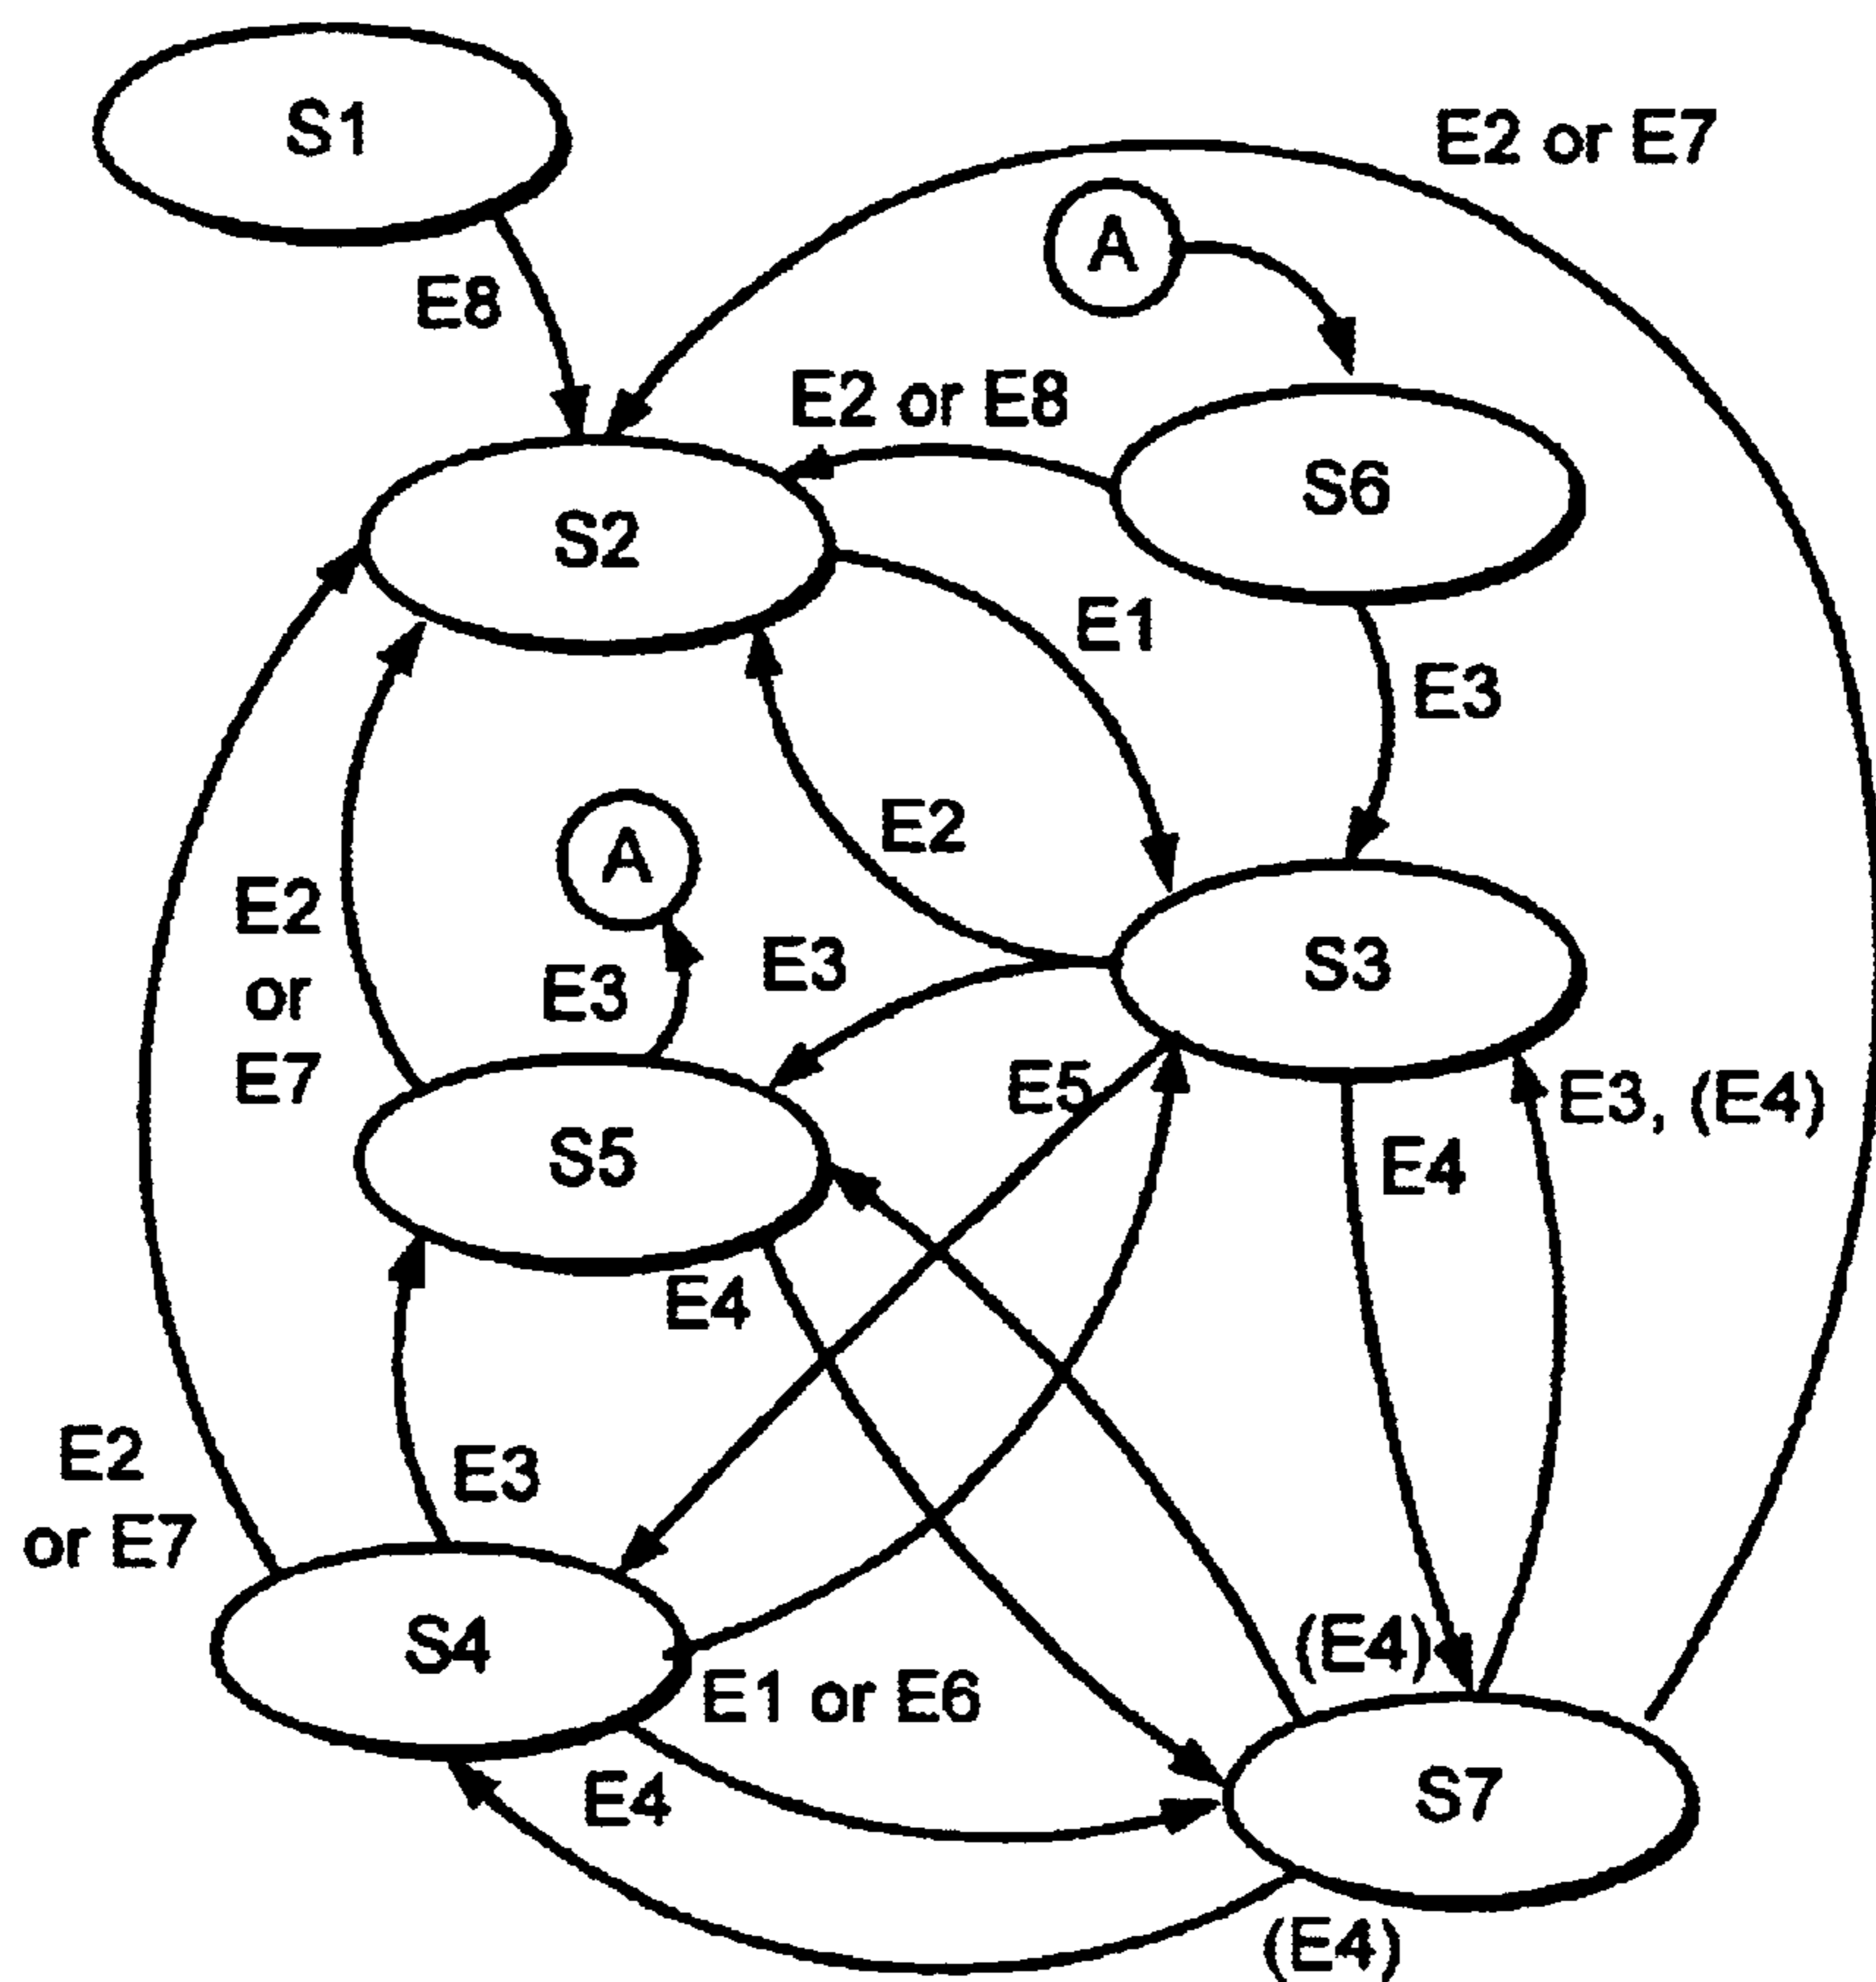 S1
E2 or E7
A
E8
E2 or E8
S6
S2
E1
E3
E2
A
E2
or
E7
E3
E3
S3
E5
E3, (E4)
E4
S5
E4
E2
or E7
E3
(E4)
S4
E1 or E6
E4
S7
(E4)